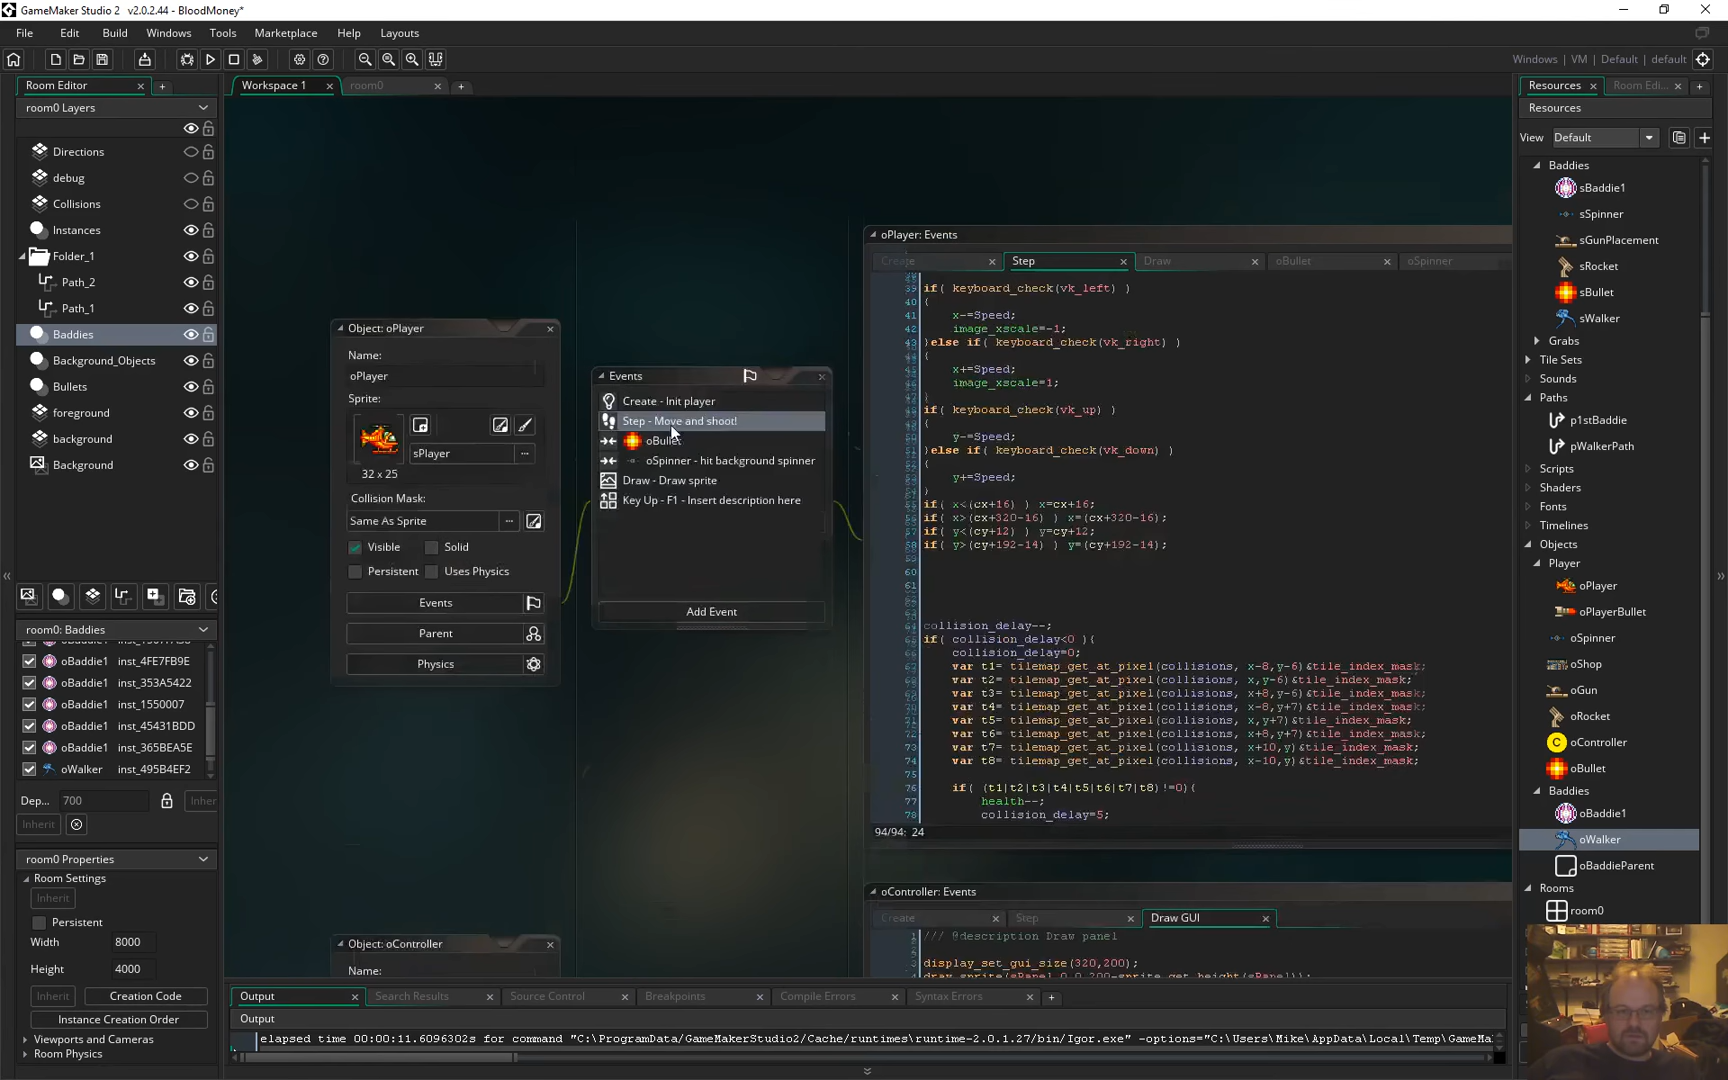 GameMaker Studio 2 v2.0.2.44 - BloodMoney*
File Edit Build Windows Tools Marketplace Help Layouts
Windows | VM | Default | default
Room Editor
Workspace 1
room0
Resources
Room Edi...
room0 Layers
Directions
debug
Collisions
Instances
Folder_1
Path_2
Path_1
Baddies
Background_Objects
Bullets
foreground
background
Background
room0: Baddies
oBaddie1 inst_4FE7FB9E
oBaddie1 inst_353A5422
oBaddie1 inst_1550007
oBaddie1 inst_45431BDD
oBaddie1 inst_365BEA5E
oWalker inst_495B4EF2
Dep... 700 Inher
Inherit
room0 Properties
Room Settings
Inherit
Persistent
Width 8000
Height 4000
Inherit Creation Code
Instance Creation Order
Viewports and Cameras
Room Physics
Object: oPlayer
Name:
oPlayer
Sprite:
sPlayer
32 x 25
Collision Mask:
Same As Sprite
Visible Solid
Persistent Uses Physics
Events
Parent
Physics
Events
Create - Init player
Step - Move and shoot!
oBullet
oSpinner - hit background spinner
Draw - Draw sprite
Key Up - F1 - Insert description here
Add Event
Object: oController
Name:
oPlayer: Events
Create Step Draw oBullet oSpinner
if( keyboard_check(vk_left) )
{
x-=Speed;
image_xscale=-1;
}else if( keyboard_check(vk_right) )
{
x+=Speed;
image_xscale=1;
}
if( keyboard_check(vk_up) )
{
y-=Speed;
}else if( keyboard_check(vk_down) )
{
y+=Speed;
}
if( x<(cx+16) ) x=cx+16;
if( x>(cx+320-16) ) x=(cx+320-16);
if( y<(cy+12) ) y=cy+12;
if( y>(cy+192-14) ) y=(cy+192-14);
collision_delay--;
if( collision_delay<0 ){
collision_delay=0;
var t1= tilemap_get_at_pixel(collisions, x-8,y-6)&tile_index_mask;
var t2= tilemap_get_at_pixel(collisions, x,y-6)&tile_index_mask;
var t3= tilemap_get_at_pixel(collisions, x+8,y-6)&tile_index_mask;
var t4= tilemap_get_at_pixel(collisions, x-8,y+7)&tile_index_mask;
var t5= tilemap_get_at_pixel(collisions, x,y+7)&tile_index_mask;
var t6= tilemap_get_at_pixel(collisions, x+8,y+7)&tile_index_mask;
var t7= tilemap_get_at_pixel(collisions, x+10,y)&tile_index_mask;
var t8= tilemap_get_at_pixel(collisions, x-10,y)&tile_index_mask;
if( (t1|t2|t3|t4|t5|t6|t7|t8)!=0){
health--;
collision_delay=5;
94/94: 24
oController: Events
Create Step Draw GUI
1 /// @description Draw panel
display_set_gui_size(320,200);
draw_sprite(sPanel,0,0,200-sprite_get_height(sPanel));
Output Search Results Source Control Breakpoints Compile Errors Syntax Errors
Output
elapsed time 00:00:11.6096302s for command "C:\ProgramData/GameMakerStudio2/Cache/runtimes\runtime-2.0.1.27/bin/Igor.exe" -options="C:\Users\Mike\AppData\Local\Temp\GameMa
Resources
View Default
Baddies
sBaddie1
sSpinner
sGunPlacement
sRocket
sBullet
sWalker
Grabs
Tile Sets
Sounds
Paths
p1stBaddie
pWalkerPath
Scripts
Shaders
Fonts
Timelines
Objects
Player
oPlayer
oPlayerBullet
oSpinner
oShop
oGun
oRocket
oController
oBullet
Baddies
oBaddie1
oWalker
oBaddieParent
Rooms
room0